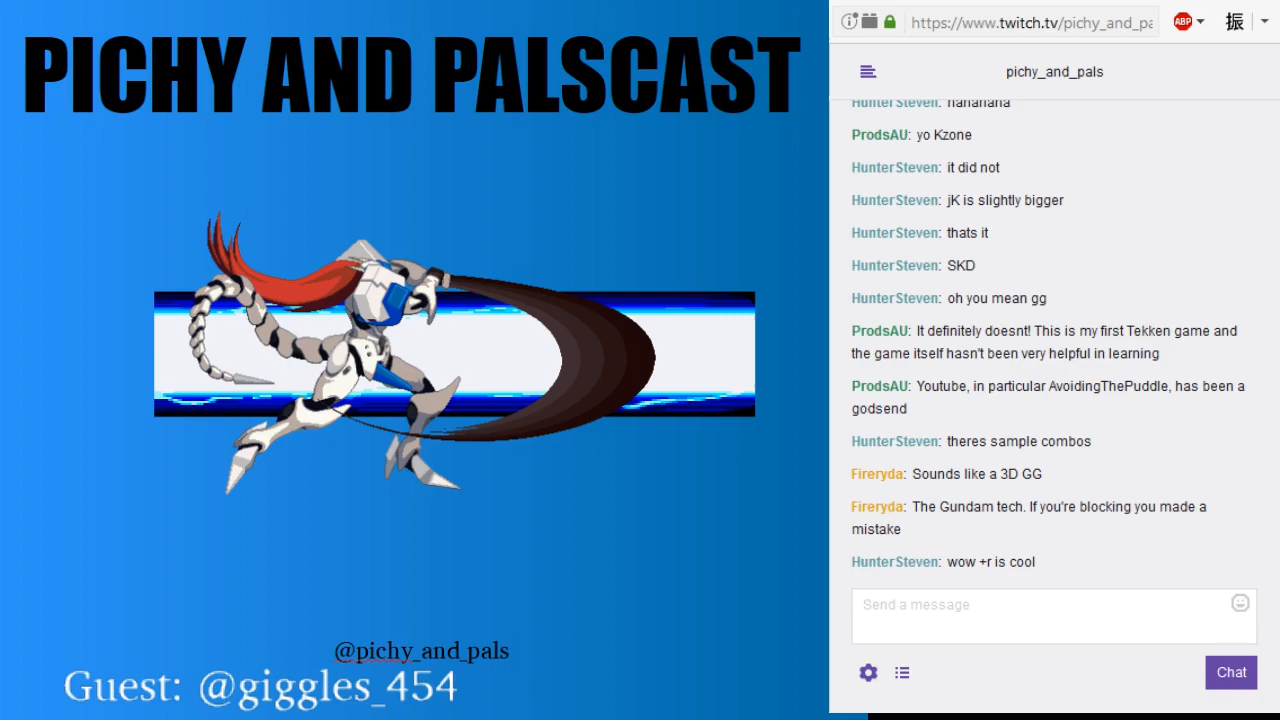 PICHY AND PALSCAST
@pichy_and_pals
Guest: @giggles_454
https://www.twitch.tv/pichy_and_pa
ABP
振
pichy_and_pals
HunterSteven: hahahaha
ProdsAU: yo Kzone
HunterSteven: it did not
HunterSteven: jK is slightly bigger
HunterSteven: thats it
HunterSteven: SKD
HunterSteven: oh you mean gg
ProdsAU: It definitely doesnt! This is my first Tekken game and
the game itself hasn't been very helpful in learning
ProdsAU: Youtube, in particular AvoidingThePuddle, has been a
godsend
HunterSteven: theres sample combos
Fireryda: Sounds like a 3D GG
Fireryda: The Gundam tech. If you're blocking you made a
mistake
HunterSteven: wow +r is cool
Send a message
Chat